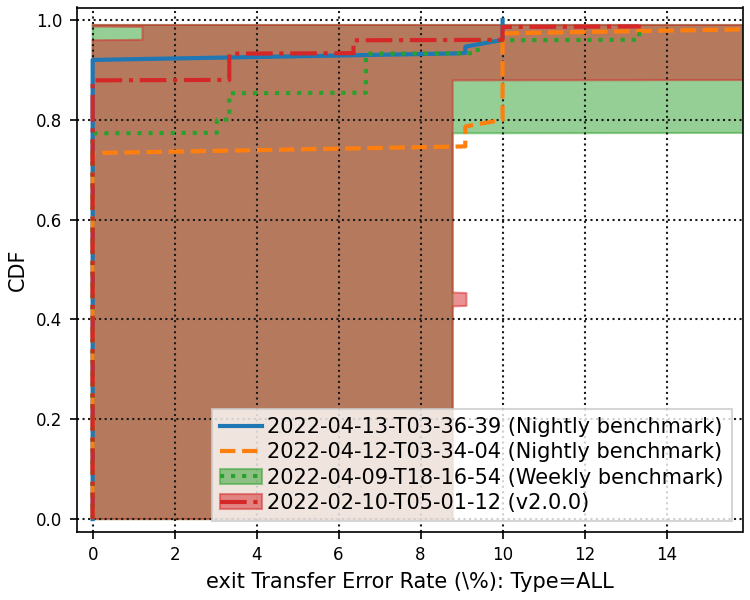 1.0
0.8
0.6
0.4
0.2
0.0
CDF
2022-04-13-T03-36-39 (Nightly benchmark)
2022-04-12-T03-34-04 (Nightly benchmark)
2022-04-09-T18-16-54 (Weekly benchmark)
2022-02-10-T05-01-12 (v2.0.0)
0 2 4 6 8 10 12 14
exit Transfer Error Rate (\%): Type=ALL